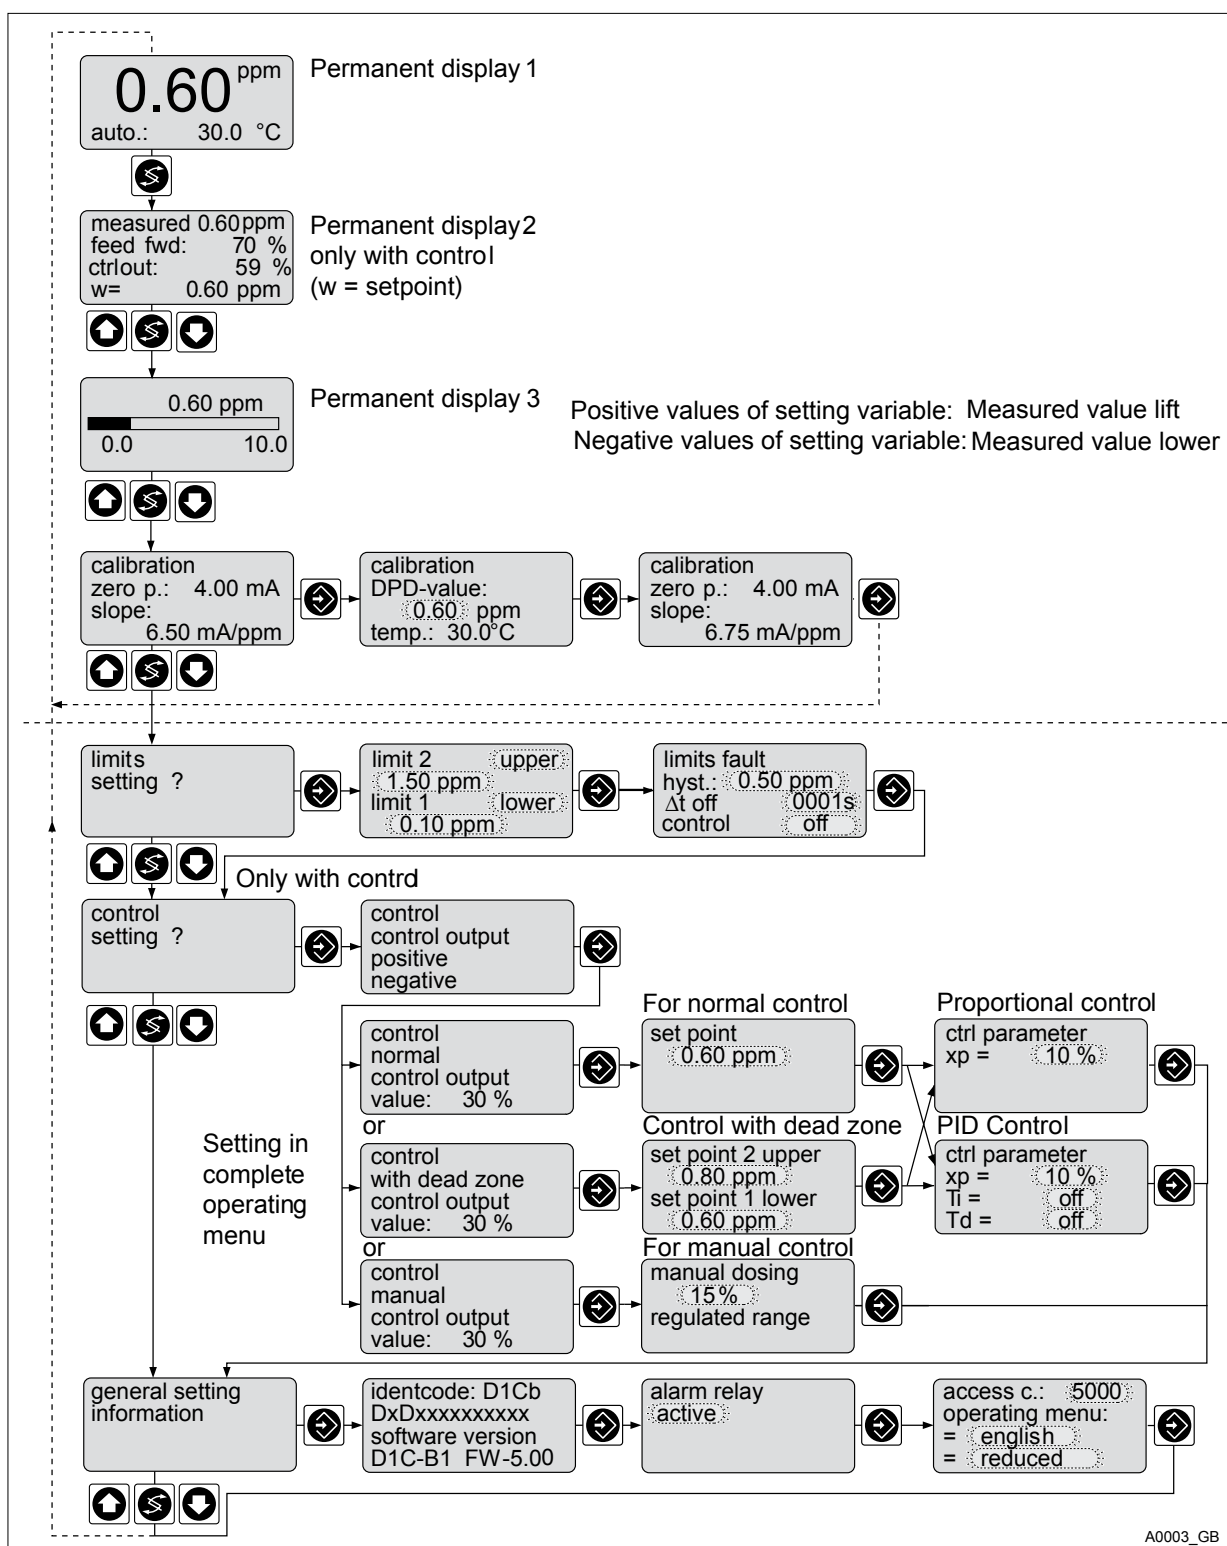 0.60 ppm
auto.: 30.0 °C
Permanent display 1
measured 0.60ppm
feed fwd: 70 %
ctrlout: 59 %
w= 0.60 ppm
Permanent display2
only with control
(w = setpoint)
0.60 ppm
0.0 10.0
Permanent display 3
Positive values of setting variable: Measured value lift
Negative values of setting variable: Measured value lower
calibration
zero p.: 4.00 mA
slope:
6.50 mA/ppm
calibration
DPD-value:
0.60 ppm
temp.: 30.0°C
calibration
zero p.: 4.00 mA
slope:
6.75 mA/ppm
limits
setting ?
limit 2 upper
1.50 ppm
limit 1 lower
0.10 ppm
limits fault
hyst.: 0.50 ppm
Δt off 0001s
control off
Only with contrd
control
setting ?
control
control output
positive
negative
Setting in
complete
operating
menu
control
normal
control output
value: 30 %
or
control
with dead zone
control output
value: 30 %
or
control
manual
control output
value: 30 %
For normal control
set point
0.60 ppm
Control with dead zone
set point 2 upper
0.80 ppm
set point 1 lower
0.60 ppm
For manual control
manual dosing
15%
regulated range
Proportional control
ctrl parameter
xp = 10 %
PID Control
ctrl parameter
xp = 10 %
Ti = off
Td = off
general setting
information
identcode: D1Cb
DxDxxxxxxxxxx
software version
D1C-B1 FW-5.00
alarm relay
active
access c.: 5000
operating menu:
= english
= reduced
A0003_GB